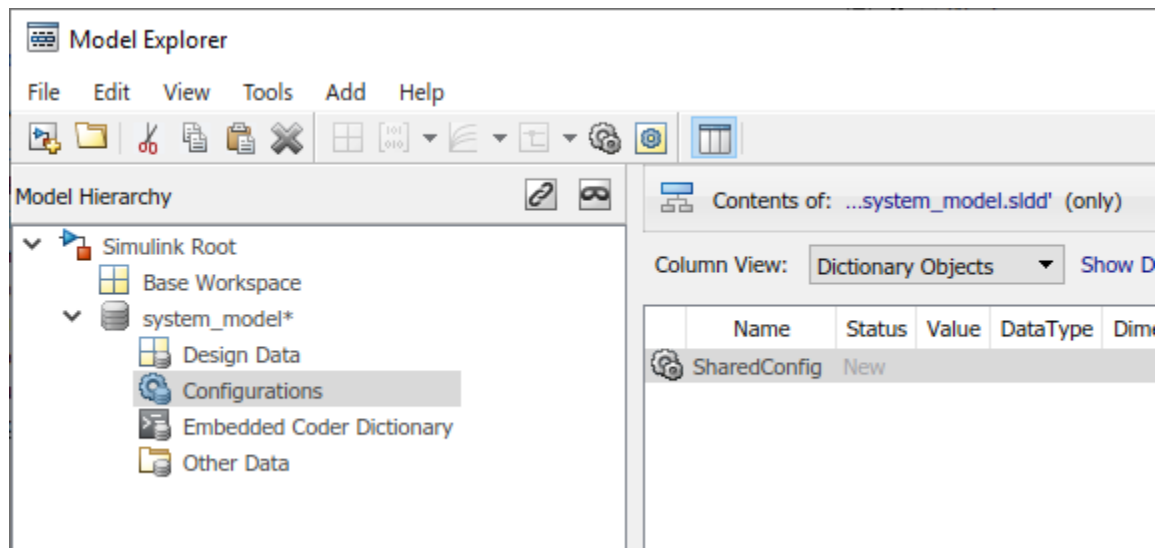 Model Explorer
File Edit View Tools Add Help
Model Hierarchy
Contents of: ...system_model.sldd' (only)
Simulink Root
Column View: Dictionary Objects Show D
Base Workspace
system_model*
Name Status Value DataType Dime
Design Data
SharedConfig New
Configurations
Embedded Coder Dictionary
Other Data